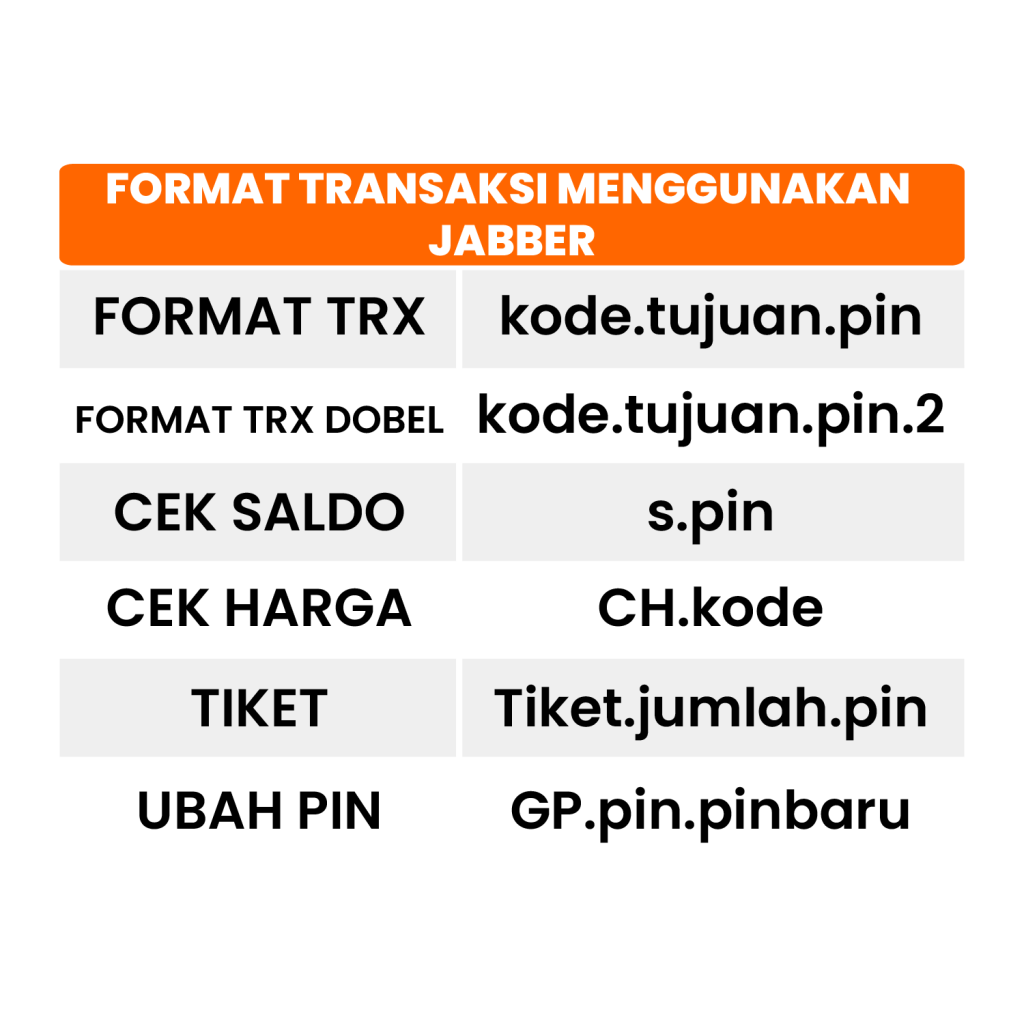 FORMAT TRANSAKSI MENGGUNAKAN
JABBER
FORMAT TRX kode.tujuan.pin
FORMAT TRX DOBEL kode.tujuan.pin.2
CEK SALDO s.pin
CEK HARGA CH.kode
TIKET Tiket.jumlah.pin
UBAH PIN GP.pin.pinbaru